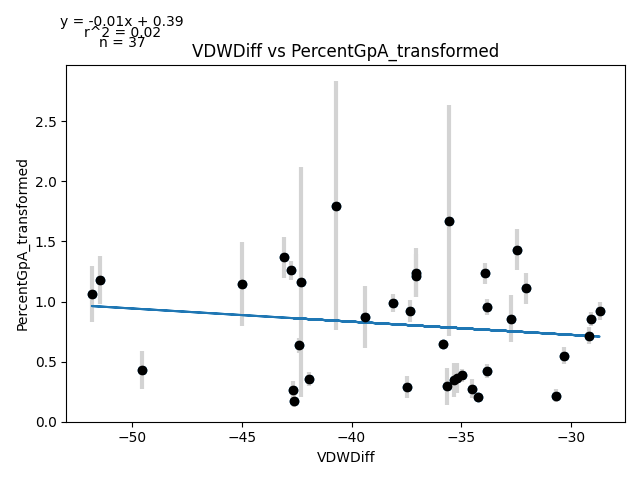 y = -0.01x + 0.39
r^2 = 0.02
n = 37
VDWDiff vs PercentGpA_transformed
PercentGpA_transformed
2.5
2.0
1.5
1.0
0.5
0.0
−50
−45
−40
−35
−30
VDWDiff